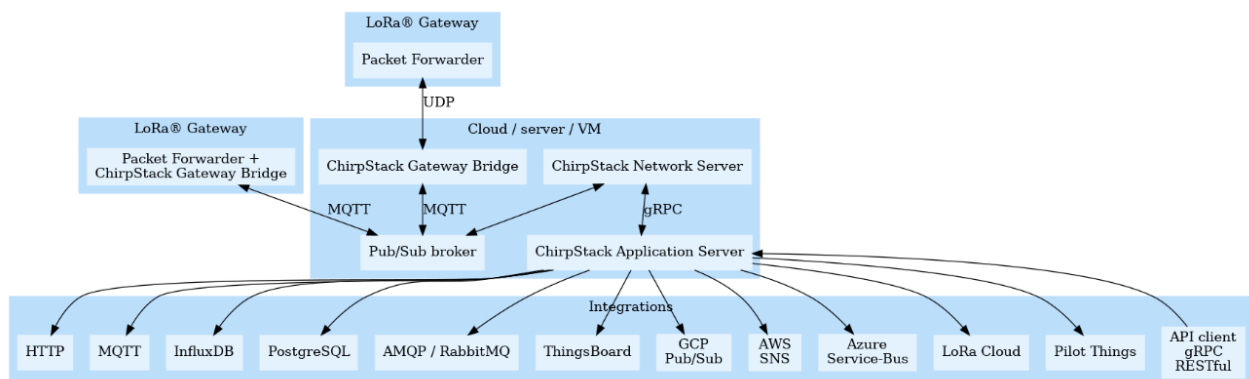 LoRa® Gateway
Packet Forwarder
UDP
LoRa® Gateway
Packet Forwarder +
ChirpStack Gateway Bridge
Cloud / server / VM
ChirpStack Gateway Bridge
ChirpStack Network Server
MQTT
MQTT
gRPC
Pub/Sub broker
ChirpStack Application Server
Integrations
HTTP
MQTT
InfluxDB
PostgreSQL
AMQP / RabbitMQ
ThingsBoard
GCP
Pub/Sub
AWS
SNS
Azure
Service-Bus
LoRa Cloud
Pilot Things
API client
gRPC
RESTful